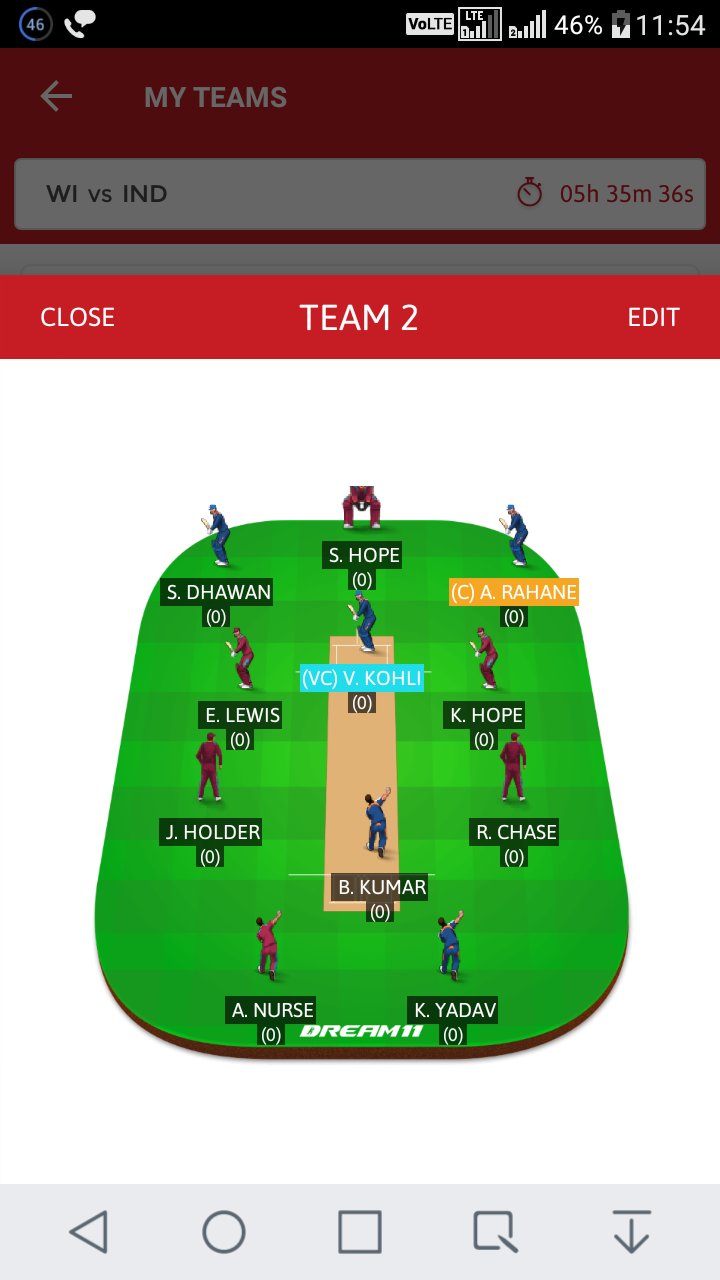 46 VoLTE LTE 1 2 46% 11:54
MY TEAMS
WI vs IND 05h 35m 36s
CLOSE TEAM 2 EDIT
S. HOPE
(0)
S. DHAWAN (C) A. RAHANE
(0) (0)
(VC) V. KOHLI
(0)
E. LEWIS K. HOPE
(0) (0)
J. HOLDER R. CHASE
(0) (0)
B. KUMAR
(0)
A. NURSE K. YADAV
(0) DREAM11 (0)